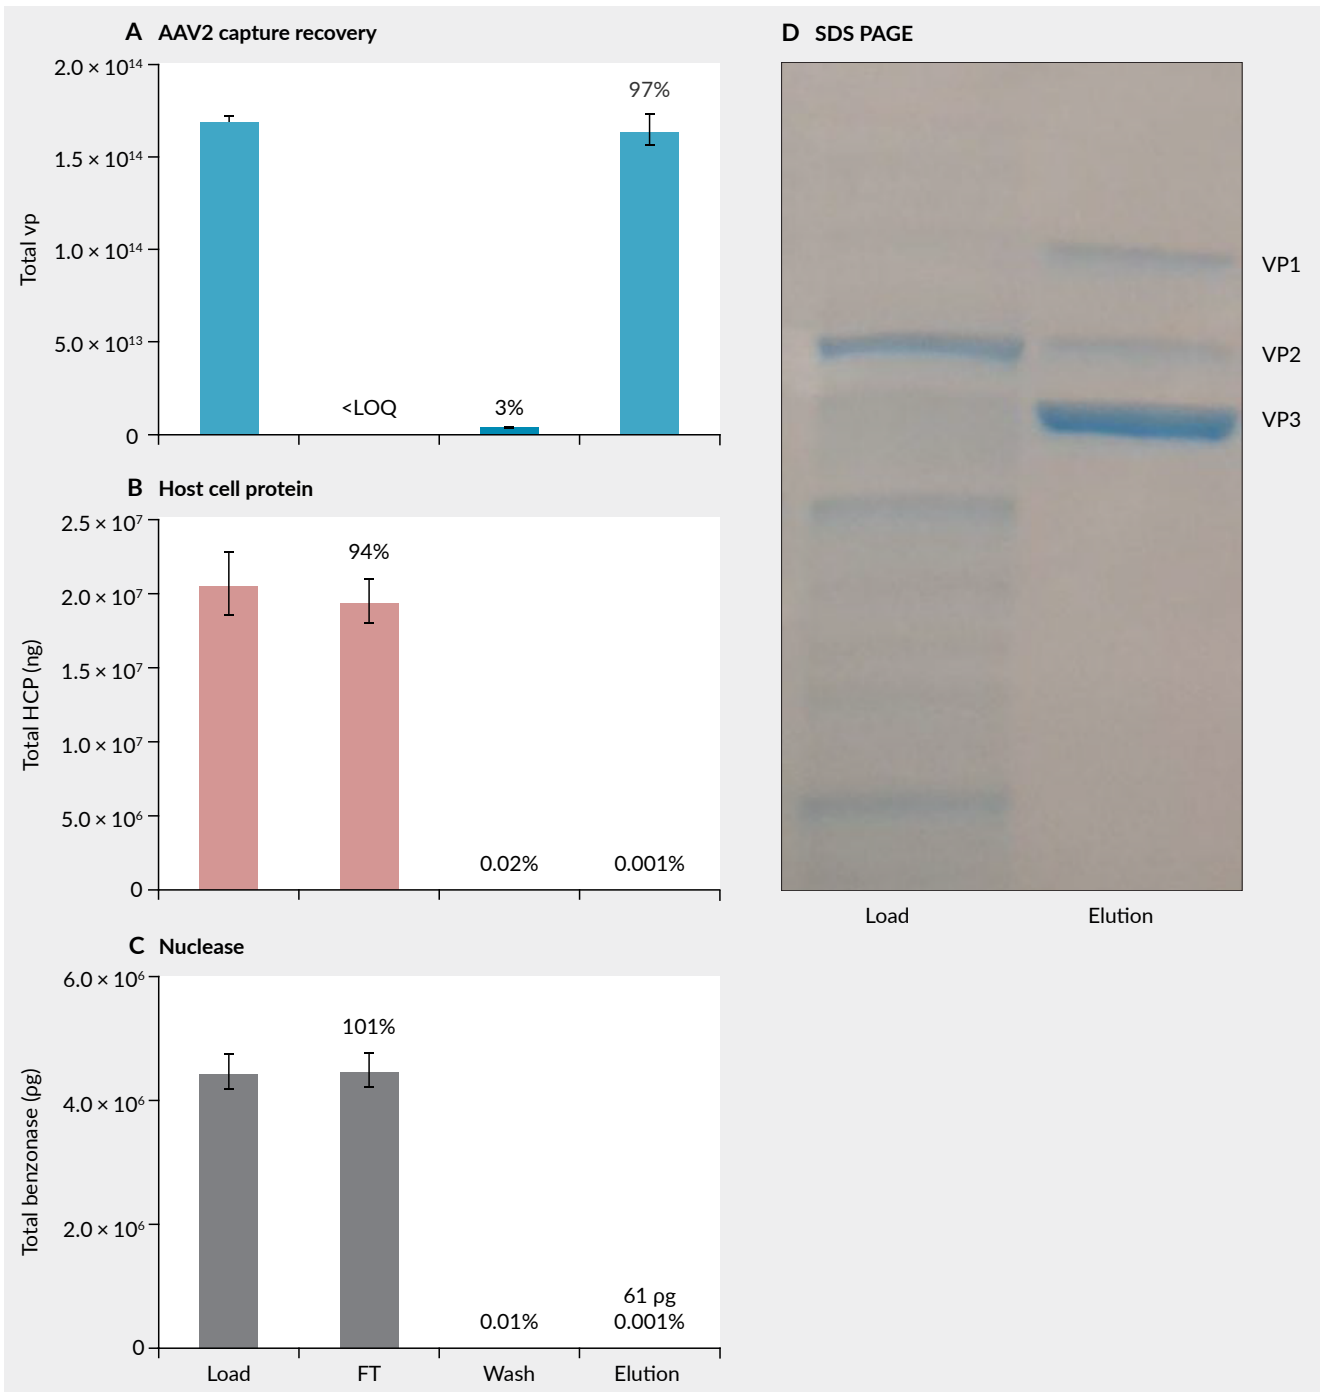 A AAV2 capture recovery
2.0 × 10¹⁴
1.5 × 10¹⁴
1.0 × 10¹⁴
5.0 × 10¹³
0
Total vp
<LOQ
3%
97%
B Host cell protein
2.5 × 10⁷
2.0 × 10⁷
1.5 × 10⁷
1.0 × 10⁷
5.0 × 10⁶
0
Total HCP (ng)
94%
0.02%
0.001%
C Nuclease
6.0 × 10⁶
4.0 × 10⁶
2.0 × 10⁶
0
Total benzonase (ρg)
101%
0.01%
61 ρg
0.001%
Load
FT
Wash
Elution
D SDS PAGE
VP1
VP2
VP3
Load
Elution